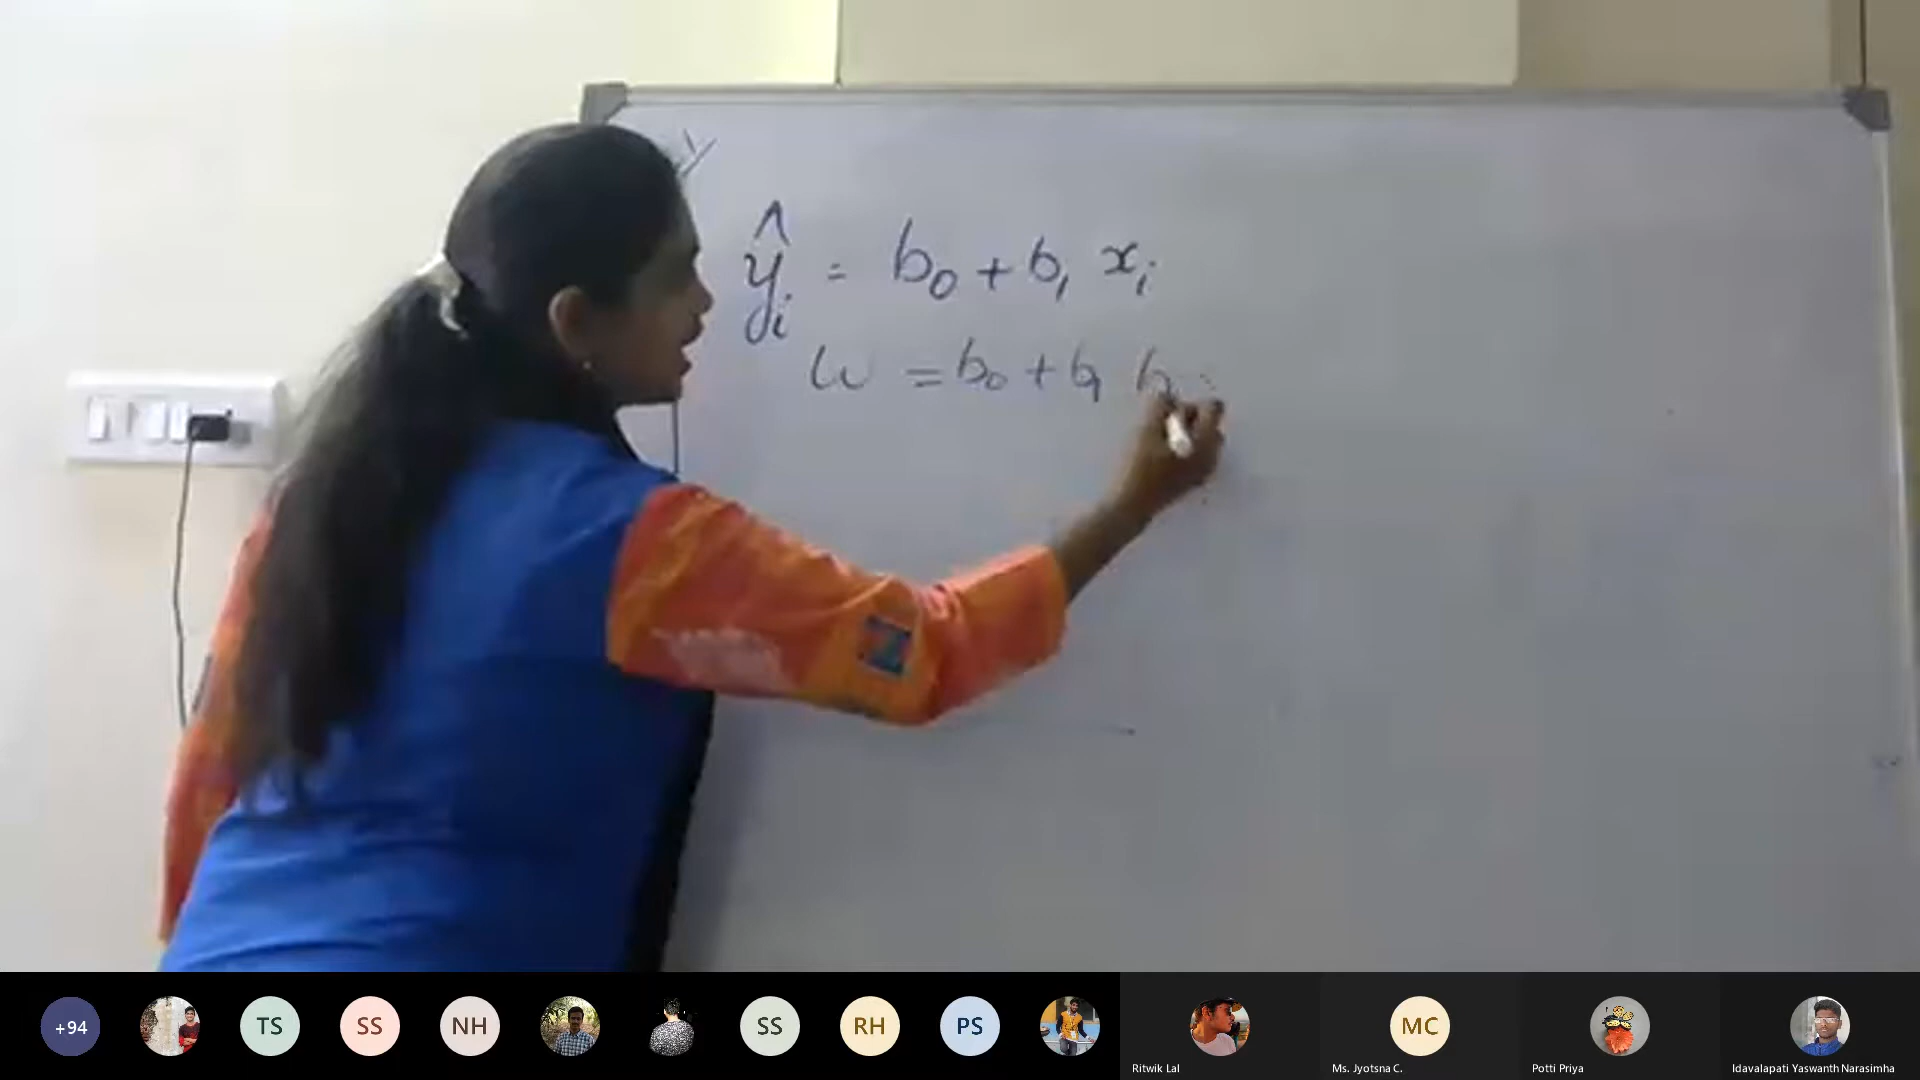 Y
ŷi = b₀ + b₁ xᵢ
w = b₀ + b₁ h
+94
TS
SS
NH
SS
RH
PS
MC
Ritwik Lal
Ms. Jyotsna C.
Potti Priya
Idavalapati Yaswanth Narasimha